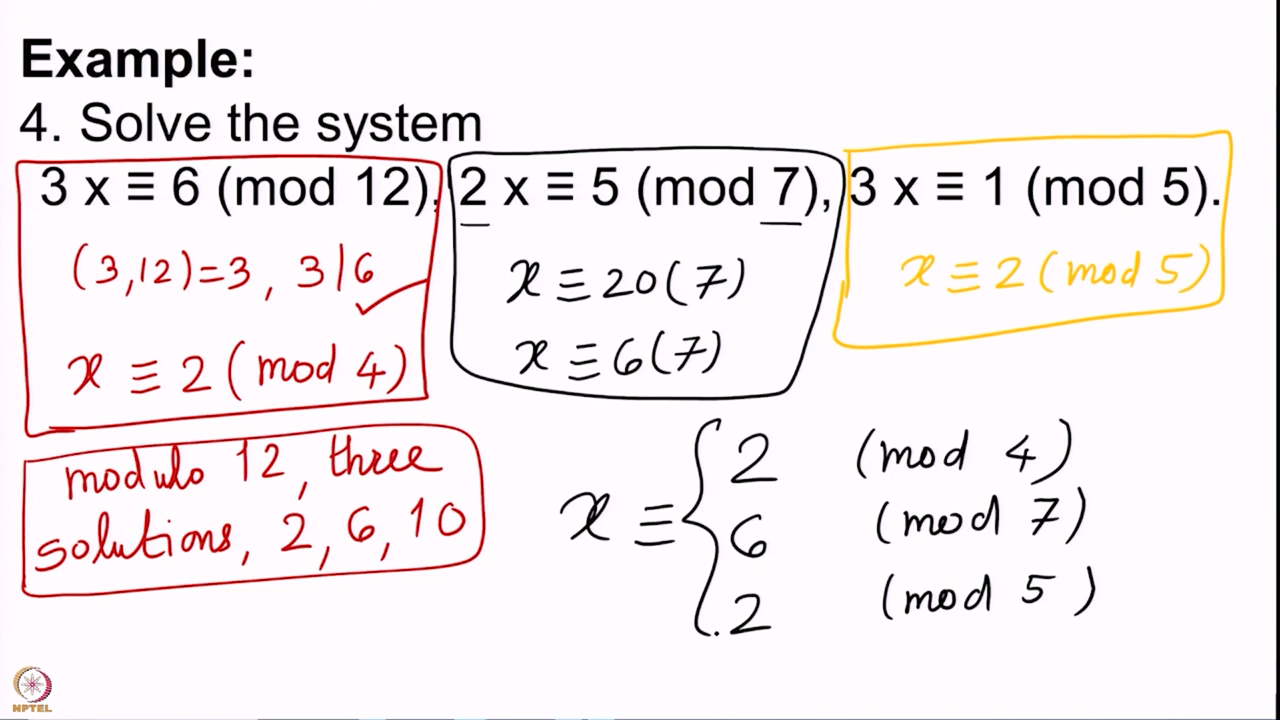 Example:
4. Solve the system
3 x ≡ 6 (mod 12), 2 x ≡ 5 (mod 7), 3 x ≡ 1 (mod 5).
(3,12)=3, 3|6
x ≡ 2 (mod 4)
modulo 12, three
solutions, 2, 6, 10
x ≡ 20(7)
x ≡ 6(7)
x ≡ 2 (mod 5)
x ≡ { 2 (mod 4)
6 (mod 7)
2 (mod 5)
NPTEL